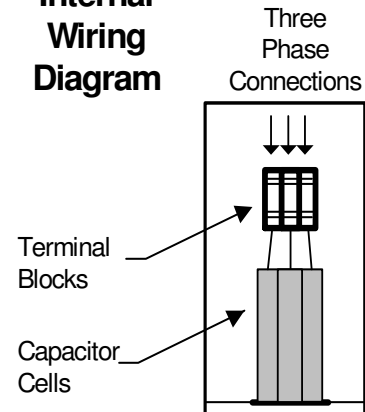 Internal
Wiring
Diagram
Three
Phase
Connections
Terminal
Blocks
Capacitor
Cells